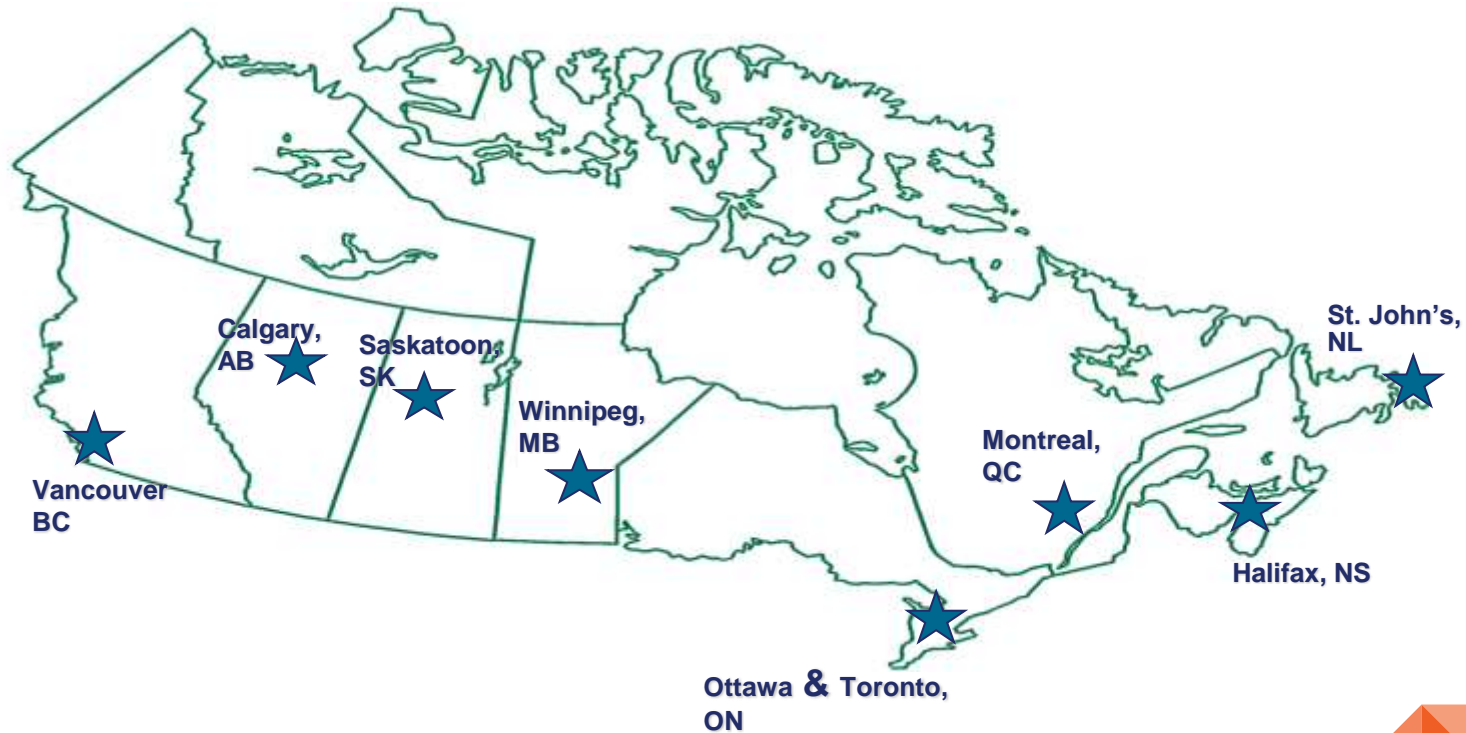 Calgary,
AB
Saskatoon,
SK
Winnipeg,
MB
Vancouver
BC
Montreal,
QC
St. John’s,
NL
Halifax, NS
Ottawa & Toronto,
ON